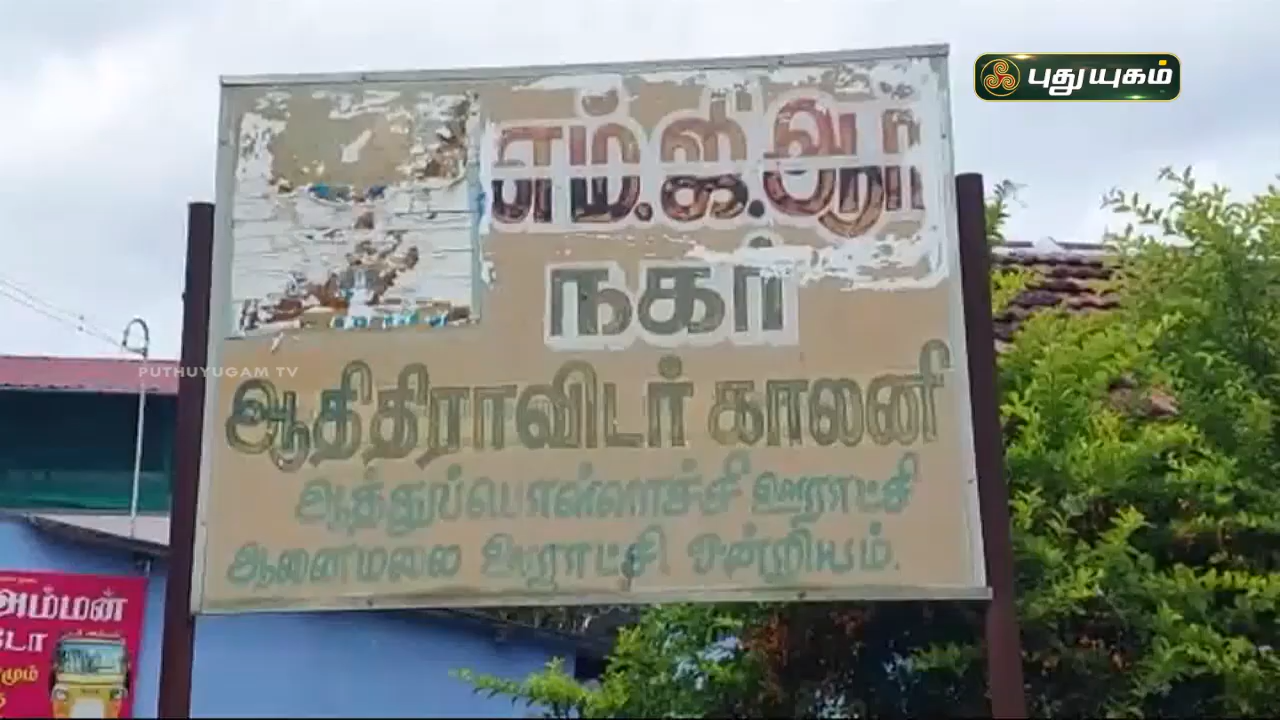 புதுயுகம்
எம்.ஜி.ஆர்
நகர்
PUTHUYUGAM TV
ஆதிதிராவிடர் காலனி
ஆத்துப்பொள்ளாச்சி ஊராட்சி
ஆனைமலை ஊராட்சி ஒன்றியம்.
அம்மன்